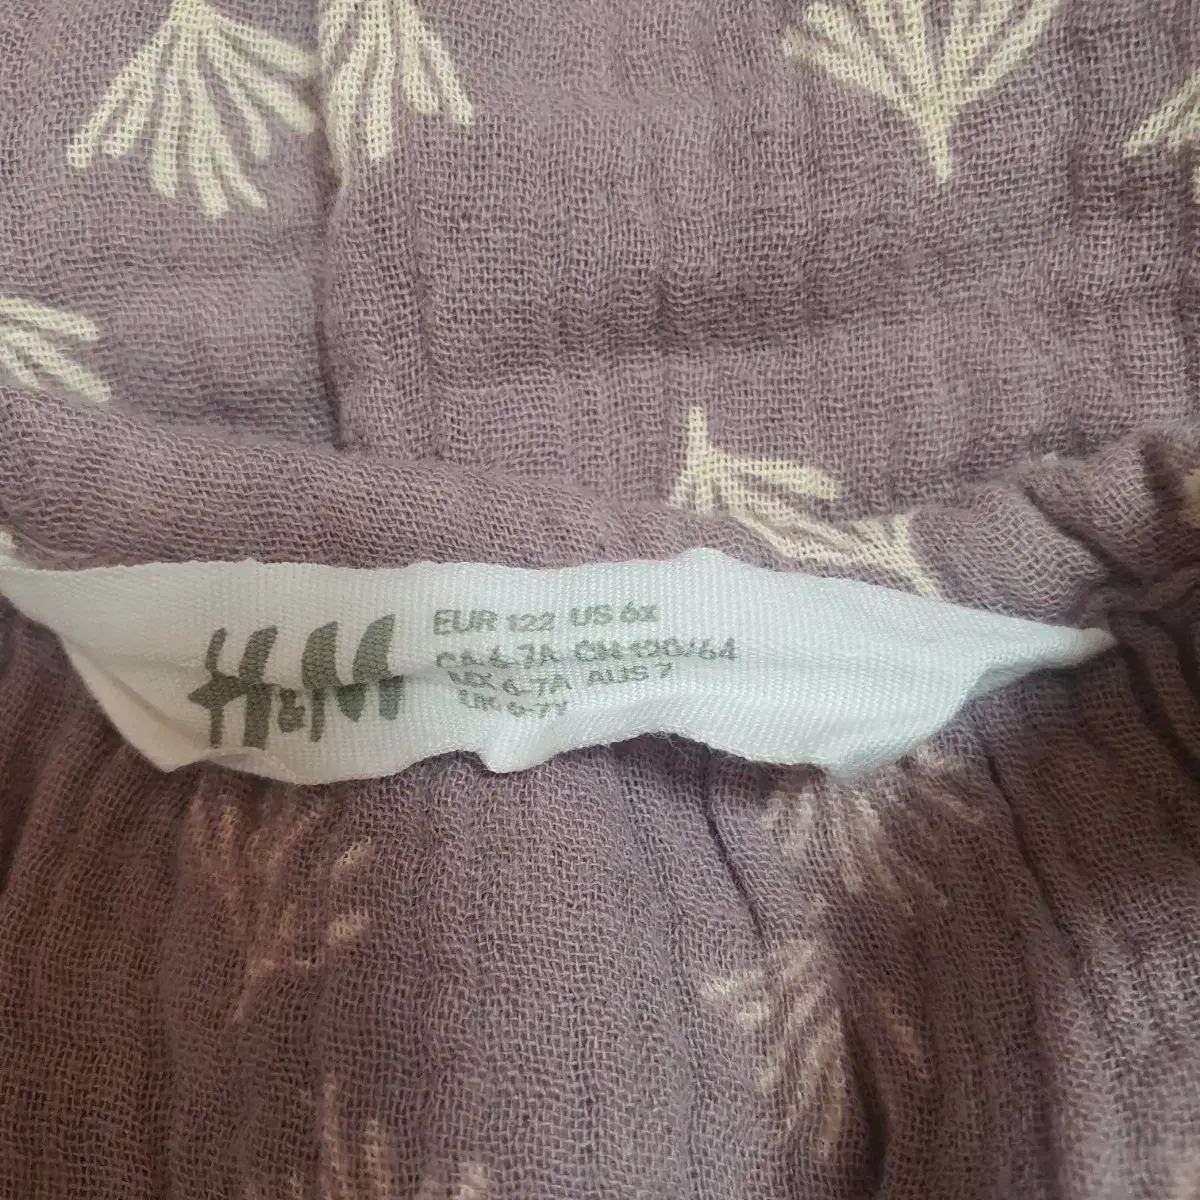 H&M
EUR 122 US 6x
CA 6-7A CN 120/64
MX 6-7A AUS 7
UK 6-7Y